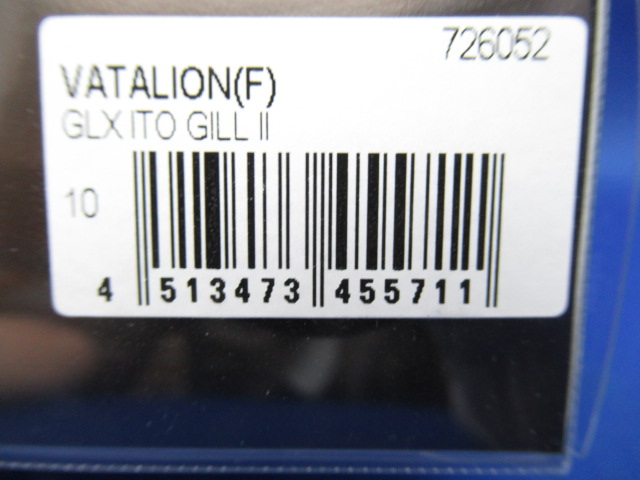 726052
VATALION(F)
GLX ITO GILL II
10
4 513473 455711